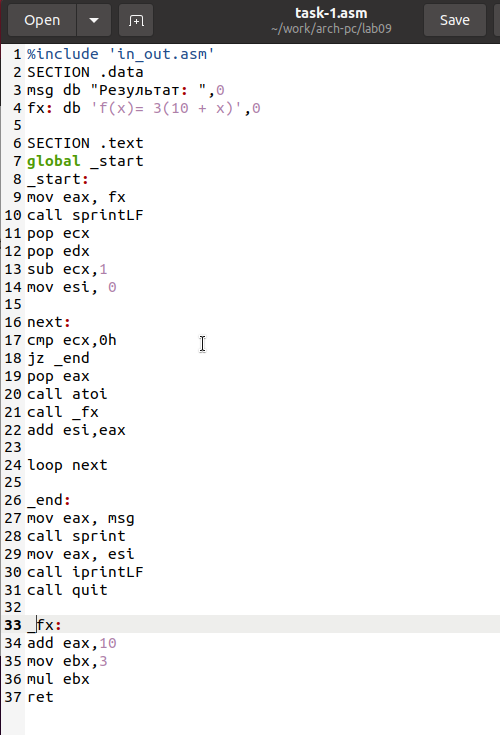 Open
task-1.asm
~/work/arch-pc/lab09
Save
1 %include 'in_out.asm'
2 SECTION .data
3 msg db "Результат: ",0
4 fx: db 'f(x)= 3(10 + x)',0
5
6 SECTION .text
7 global _start
8 _start:
9 mov eax, fx
10 call sprintLF
11 pop ecx
12 pop edx
13 sub ecx,1
14 mov esi, 0
15
16 next:
17 cmp ecx,0h
18 jz _end
19 pop eax
20 call atoi
21 call _fx
22 add esi,eax
23
24 loop next
25
26 _end:
27 mov eax, msg
28 call sprint
29 mov eax, esi
30 call iprintLF
31 call quit
32
33 _fx:
34 add eax,10
35 mov ebx,3
36 mul ebx
37 ret